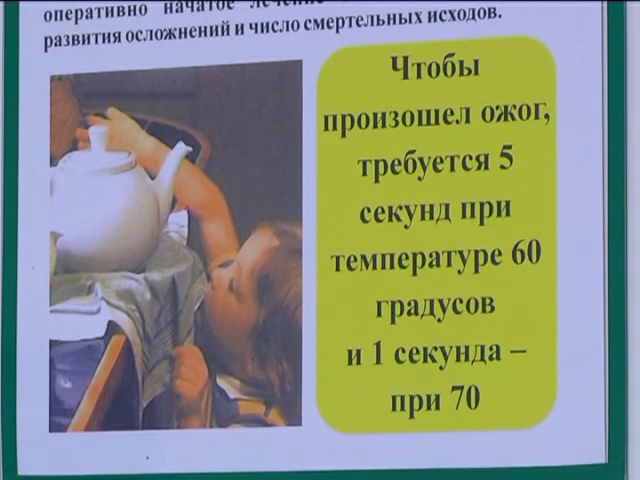 оперативно начатое лечение
развития осложнений и число смертельных исходов.
Чтобы
произошел ожог,
требуется 5
секунд при
температуре 60
градусов
и 1 секунда –
при 70